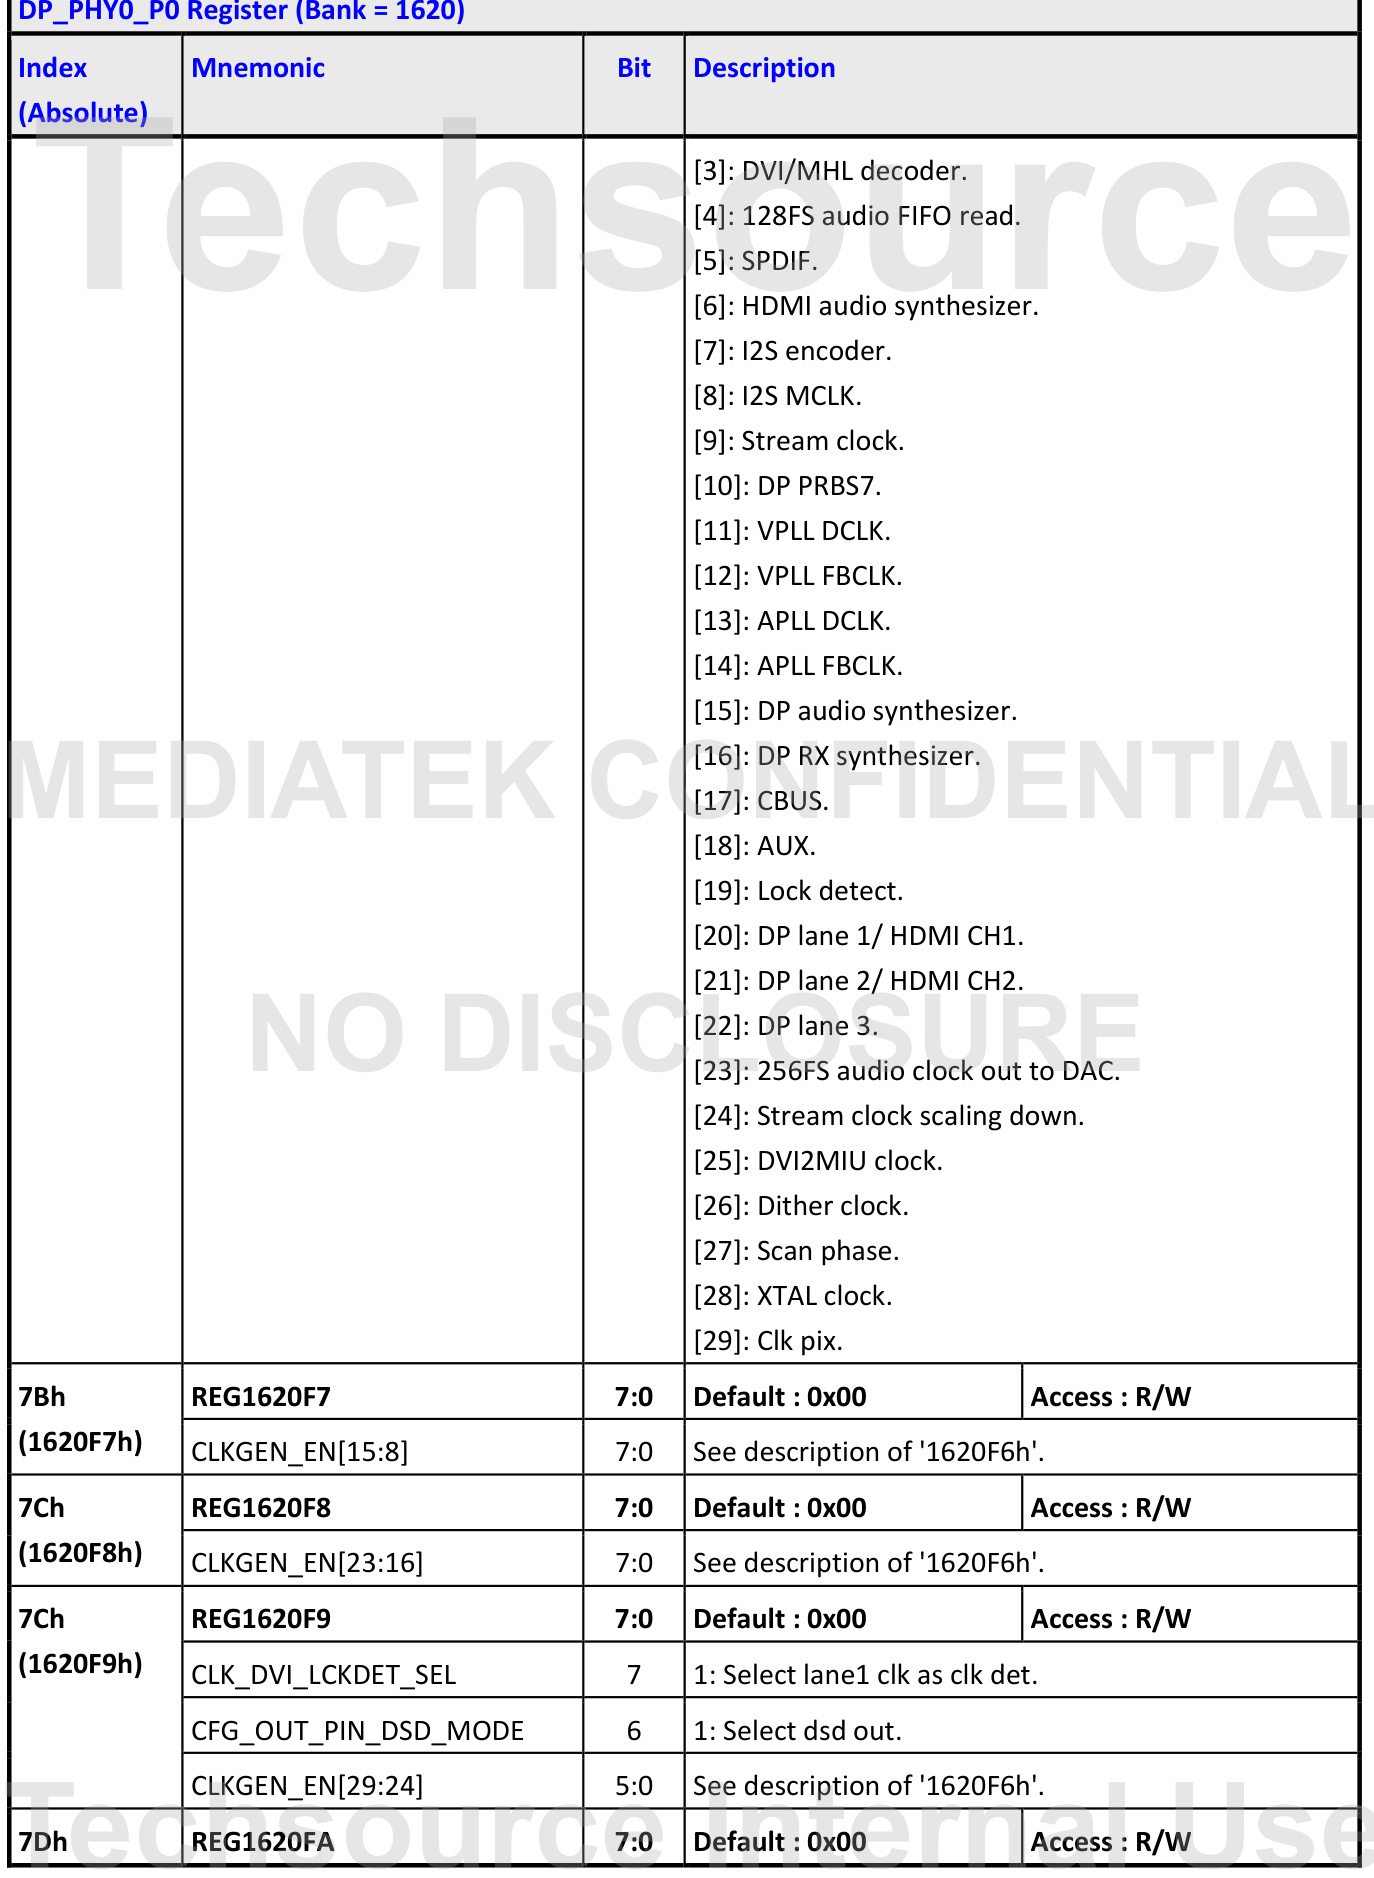 DP_PHY0_P0 Register (Bank = 1620)
Index
(Absolute)
Mnemonic
Bit
Description
[3]: DVI/MHL decoder.
[4]: 128FS audio FIFO read.
[5]: SPDIF.
[6]: HDMI audio synthesizer.
[7]: I2S encoder.
[8]: I2S MCLK.
[9]: Stream clock.
[10]: DP PRBS7.
[11]: VPLL DCLK.
[12]: VPLL FBCLK.
[13]: APLL DCLK.
[14]: APLL FBCLK.
[15]: DP audio synthesizer.
[16]: DP RX synthesizer.
[17]: CBUS.
[18]: AUX.
[19]: Lock detect.
[20]: DP lane 1/ HDMI CH1.
[21]: DP lane 2/ HDMI CH2.
[22]: DP lane 3.
[23]: 256FS audio clock out to DAC.
[24]: Stream clock scaling down.
[25]: DVI2MIU clock.
[26]: Dither clock.
[27]: Scan phase.
[28]: XTAL clock.
[29]: Clk pix.
7Bh
(1620F7h)
REG1620F7 7:0 Default : 0x00 Access : R/W
CLKGEN_EN[15:8] 7:0 See description of '1620F6h'.
7Ch
(1620F8h)
REG1620F8 7:0 Default : 0x00 Access : R/W
CLKGEN_EN[23:16] 7:0 See description of '1620F6h'.
7Ch
(1620F9h)
REG1620F9 7:0 Default : 0x00 Access : R/W
CLK_DVI_LCKDET_SEL 7 1: Select lane1 clk as clk det.
CFG_OUT_PIN_DSD_MODE 6 1: Select dsd out.
CLKGEN_EN[29:24] 5:0 See description of '1620F6h'.
7Dh REG1620FA 7:0 Default : 0x00 Access : R/W
Techsource
MEDIATEK CONFIDENTIAL
NO DISCLOSURE
Techsource Internal Use